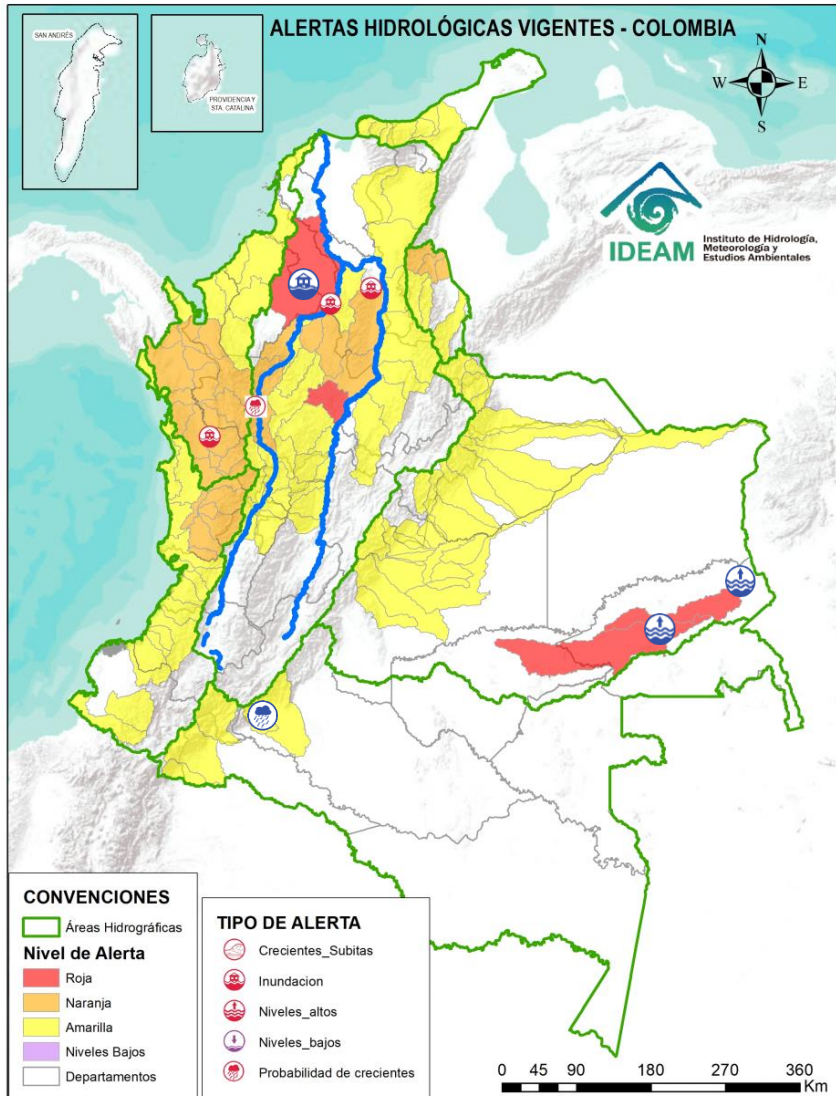 ALERTAS HIDROLÓGICAS VIGENTES - COLOMBIA
SAN ANDRÉS
PROVIDENCIA Y
STA. CATALINA
N
W E
S
IDEAM
Instituto de Hidrología,
Meteorología y
Estudios Ambientales
CONVENCIONES
Áreas Hidrográficas
Nivel de Alerta
Roja
Naranja
Amarilla
Niveles Bajos
Departamentos
TIPO DE ALERTA
Crecientes_Subitas
Inundacion
Niveles_altos
Niveles_bajos
Probabilidad de crecientes
0 45 90 180 270 360
Km